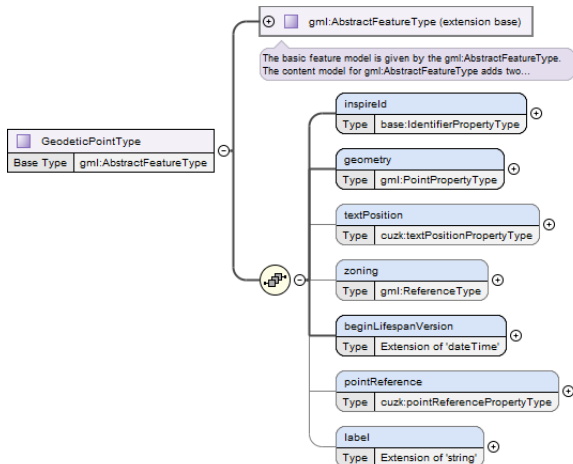 gml:AbstractFeatureType (extension base)
The basic feature model is given by the gml:AbstractFeatureType.
The content model for gml:AbstractFeatureType adds two...
GeodeticPointType
Base Type gml:AbstractFeatureType
inspireId
Type base:IdentifierPropertyType
geometry
Type gml:PointPropertyType
textPosition
Type cuzk:textPositionPropertyType
zoning
Type gml:ReferenceType
beginLifespanVersion
Type Extension of 'dateTime'
pointReference
Type cuzk:pointReferencePropertyType
label
Type Extension of 'string'